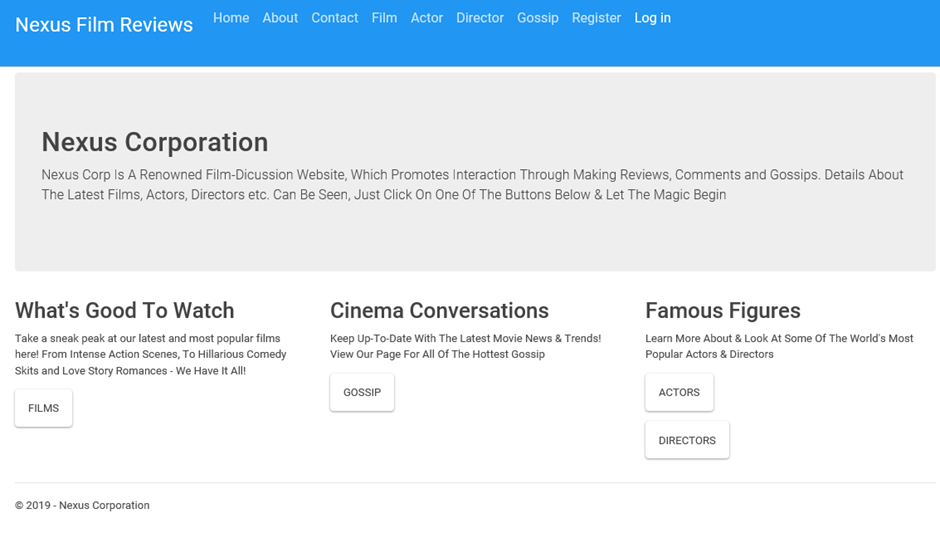 Nexus Film Reviews Home About Contact Film Actor Director Gossip Register Log in
Nexus Corporation
Nexus Corp Is A Renowned Film-Dicussion Website, Which Promotes Interaction Through Making Reviews, Comments and Gossips. Details About
The Latest Films, Actors, Directors etc. Can Be Seen, Just Click On One Of The Buttons Below & Let The Magic Begin
What's Good To Watch
Take a sneak peak at our latest and most popular films
here! From Intense Action Scenes, To Hillarious Comedy
Skits and Love Story Romances - We Have It All!
FILMS
Cinema Conversations
Keep Up-To-Date With The Latest Movie News & Trends!
View Our Page For All Of The Hottest Gossip
GOSSIP
Famous Figures
Learn More About & Look At Some Of The World's Most
Popular Actors & Directors
ACTORS
DIRECTORS
© 2019 - Nexus Corporation